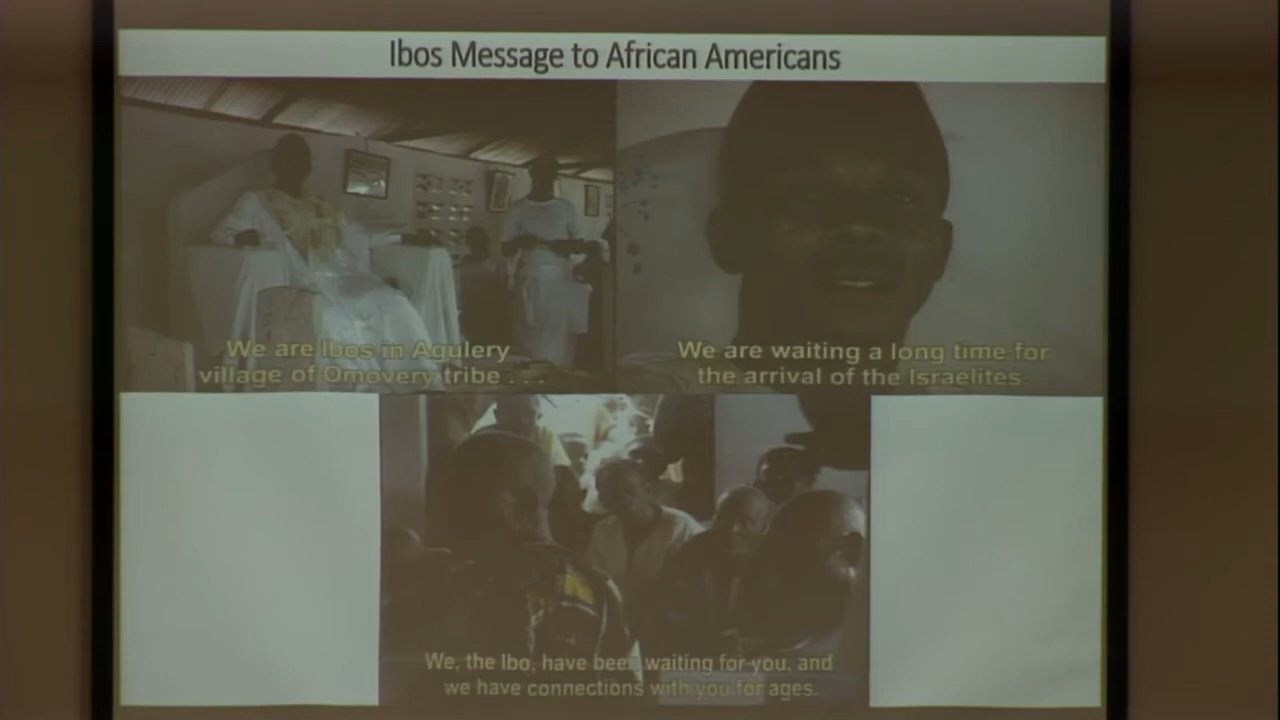 Ibos Message to African Americans
We are Ibos in Agulery
village of Omovery tribe . . .
We are waiting a long time for
the arrival of the Israelites.
We, the Ibo, have been waiting for you, and
we have connections with you for ages.